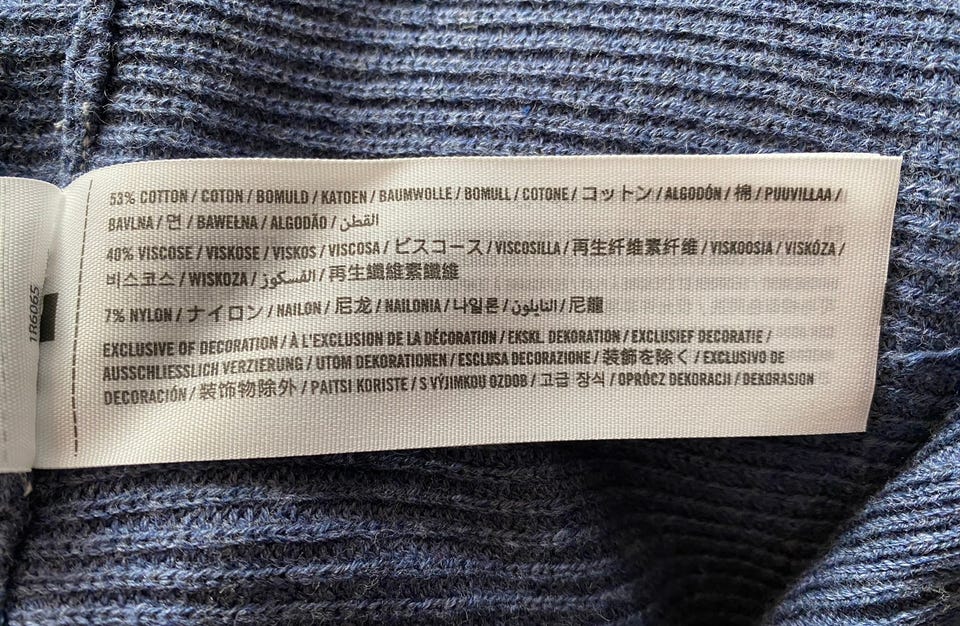 53% COTTON / COTON / BOMULD / KATOEN / BAUMWOLLE / BOMULL / COTONE / コットン / ALGODÓN / 棉 / PUUVILLAA /
BAVLNA / 면 / BAWEŁNA / ALGODÃO / القطن
40% VISCOSE / VISKOSE / VISKOS / VISCOSA / ビスコース / VISCOSILLA / 再生纤维素纤维 / VISKOOSIA / VISKÓZA /
비스코스 / WISKOZA / الفسكوز / 再生纖維素纖維
7% NYLON / ナイロン / NAILON / 尼龙 / NAILONIA / 나일론 / النايلون / 尼龍
EXCLUSIVE OF DECORATION / À L'EXCLUSION DE LA DÉCORATION / EKSKL. DEKORATION / EXCLUSIEF DECORATIE /
AUSSCHLIESSLICH VERZIERUNG / UTOM DEKORATIONEN / ESCLUSA DECORAZIONE / 装飾を除く / EXCLUSIVO DE
DECORACIÓN / 装饰物除外 / PAITSI KORISTE / S VÝJIMKOU OZDOB / 고급 장식 / OPRÓCZ DEKORACJI / DEKORASJON
1R6065